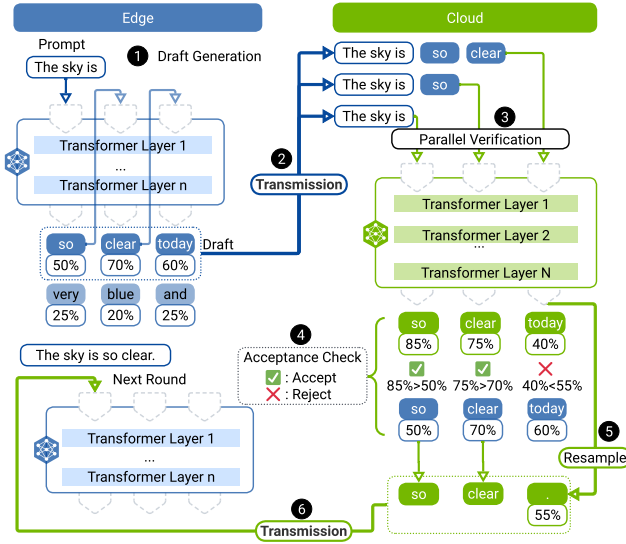 Edge
Cloud
Prompt
The sky is
1 Draft Generation
Transformer Layer 1
...
Transformer Layer n
so clear today
50% 70% 60%
Draft
very blue and
25% 20% 25%
2
Transmission
The sky is so clear
The sky is so
The sky is
3
Parallel Verification
Transformer Layer 1
Transformer Layer 2
...
Transformer Layer N
so clear today
85% 75% 40%
4
Acceptance Check
: Accept
: Reject
85%>50% 75%>70% 40%<55%
so clear today
50% 70% 60%
5
Resample
so clear .
55%
6
Transmission
The sky is so clear.
Next Round
Transformer Layer 1
...
Transformer Layer n